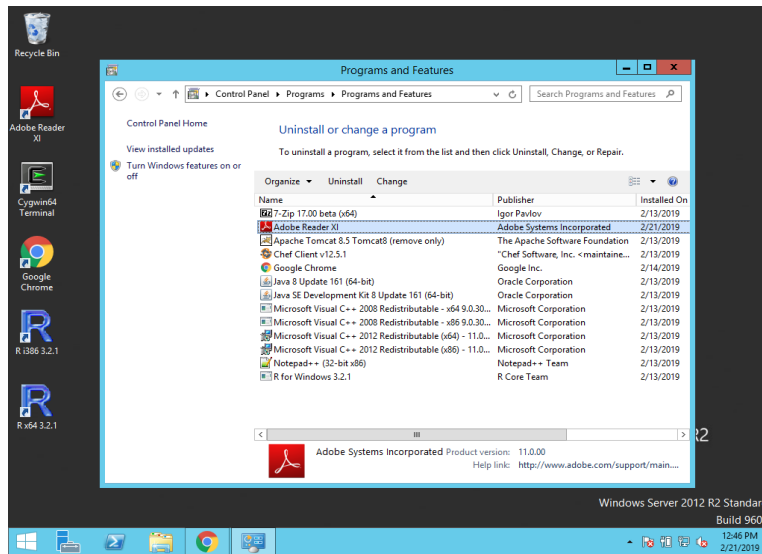 Recycle Bin
Adobe Reader
XI
Cygwin64
Terminal
Google
Chrome
R i386 3.2.1
R x64 3.2.1
Programs and Features
Control Panel Programs Programs and Features
Search Programs and Features
Control Panel Home
View installed updates
Turn Windows features on or
off
Uninstall or change a program
To uninstall a program, select it from the list and then click Uninstall, Change, or Repair.
Organize Uninstall Change
Name Publisher Installed On
7-Zip 17.00 beta (x64) Igor Pavlov 2/13/2019
Adobe Reader XI Adobe Systems Incorporated 2/21/2019
Apache Tomcat 8.5 Tomcat8 (remove only) The Apache Software Foundation 2/13/2019
Chef Client v12.5.1 "Chef Software, Inc. <maintaine... 2/13/2019
Google Chrome Google Inc. 2/14/2019
Java 8 Update 161 (64-bit) Oracle Corporation 2/13/2019
Java SE Development Kit 8 Update 161 (64-bit) Oracle Corporation 2/13/2019
Microsoft Visual C++ 2008 Redistributable - x64 9.0.30... Microsoft Corporation 2/13/2019
Microsoft Visual C++ 2008 Redistributable - x86 9.0.30... Microsoft Corporation 2/13/2019
Microsoft Visual C++ 2012 Redistributable (x64) - 11.0... Microsoft Corporation 2/13/2019
Microsoft Visual C++ 2012 Redistributable (x86) - 11.0... Microsoft Corporation 2/13/2019
Notepad++ (32-bit x86) Notepad++ Team 2/13/2019
R for Windows 3.2.1 R Core Team 2/13/2019
Adobe Systems Incorporated Product version: 11.0.00
Help link: http://www.adobe.com/support/main....
R2
Windows Server 2012 R2 Standar
Build 960
12:46 PM
2/21/2019